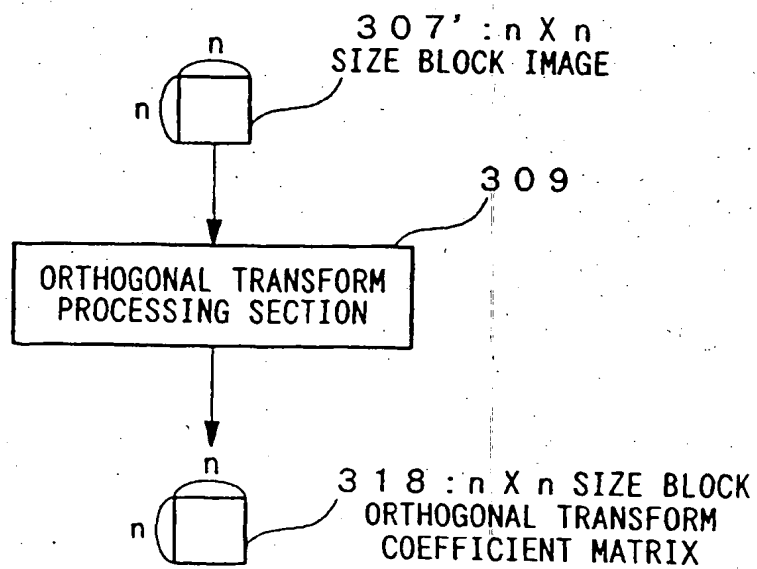 307':n X n
SIZE BLOCK IMAGE
n
n
309
ORTHOGONAL TRANSFORM
PROCESSING SECTION
n
n
318:n X n SIZE BLOCK
ORTHOGONAL TRANSFORM
COEFFICIENT MATRIX